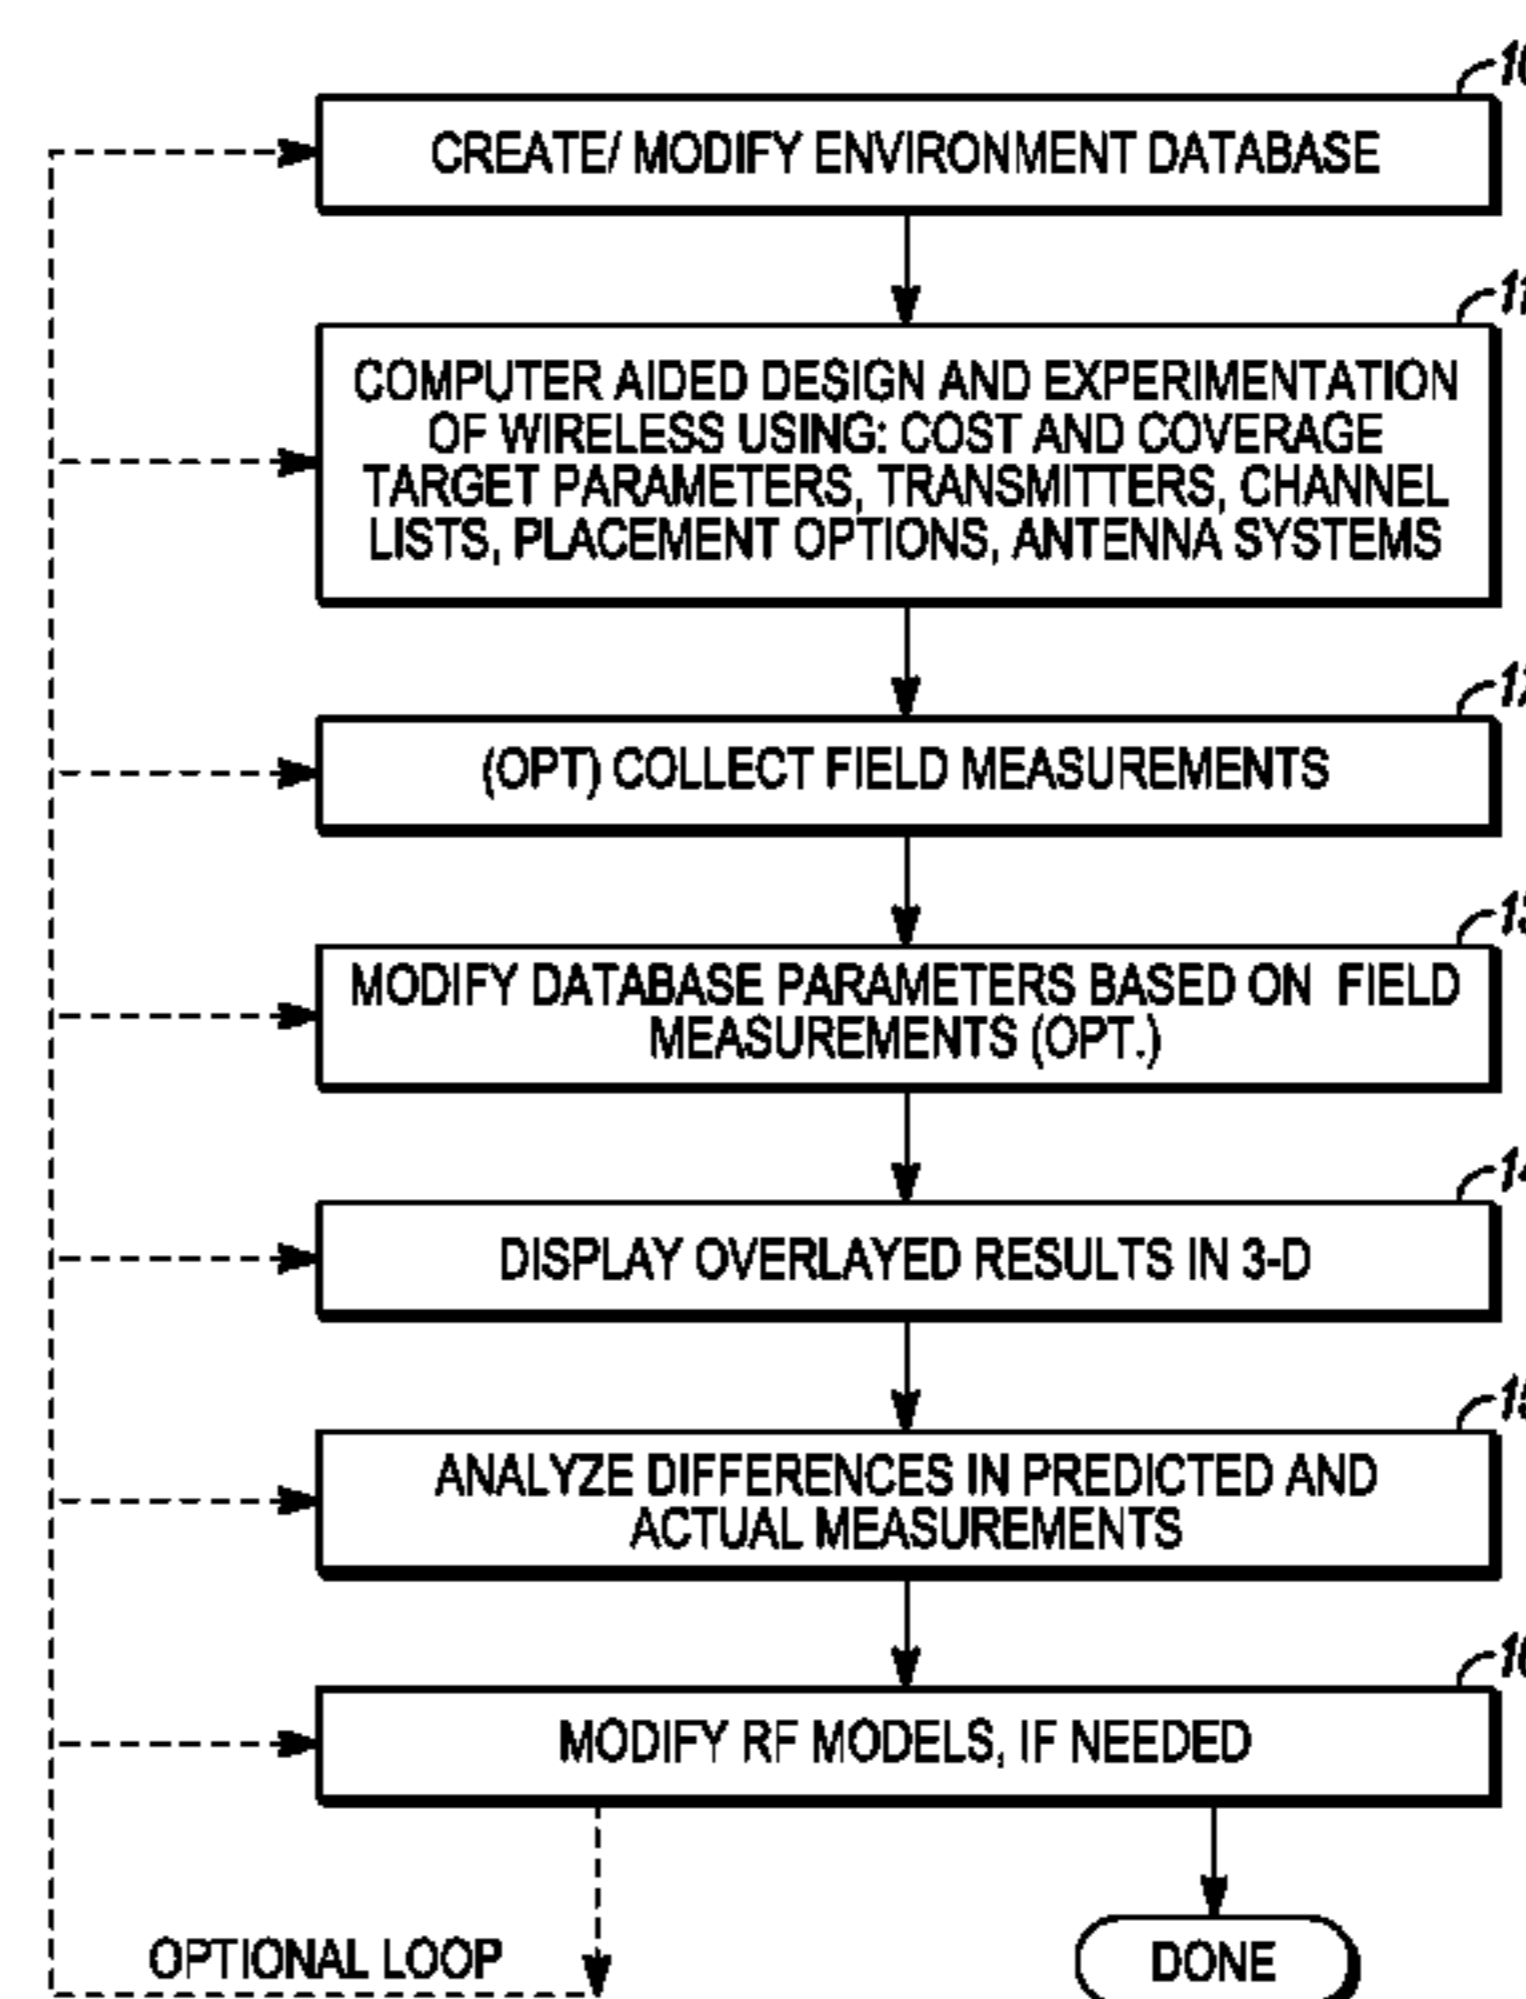 CREATE/ MODIFY ENVIRONMENT DATABASE
COMPUTER AIDED DESIGN AND EXPERIMENTATION
OF WIRELESS USING: COST AND COVERAGE
TARGET PARAMETERS, TRANSMITTERS, CHANNEL
LISTS, PLACEMENT OPTIONS, ANTENNA SYSTEMS
(OPT) COLLECT FIELD MEASUREMENTS
MODIFY DATABASE PARAMETERS BASED ON FIELD
MEASUREMENTS (OPT.)
DISPLAY OVERLAYED RESULTS IN 3-D
ANALYZE DIFFERENCES IN PREDICTED AND
ACTUAL MEASUREMENTS
MODIFY RF MODELS, IF NEEDED
OPTIONAL LOOP
DONE